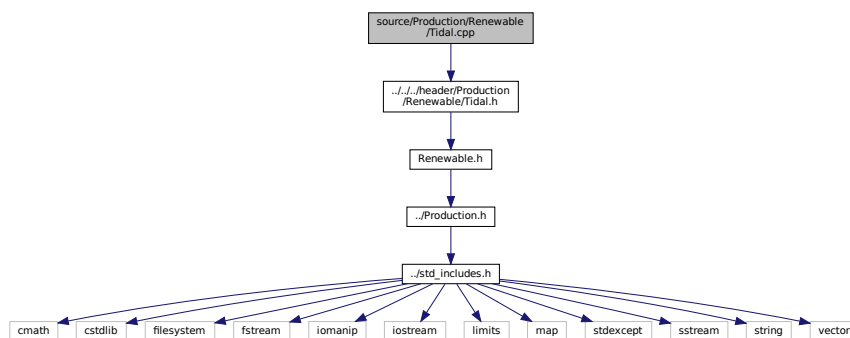 source/Production/Renewable
/Tidal.cpp
../../../header/Production
/Renewable/Tidal.h
Renewable.h
../Production.h
../std_includes.h
cmath cstdlib filesystem fstream iomanip iostream limits map stdexcept sstream string vector